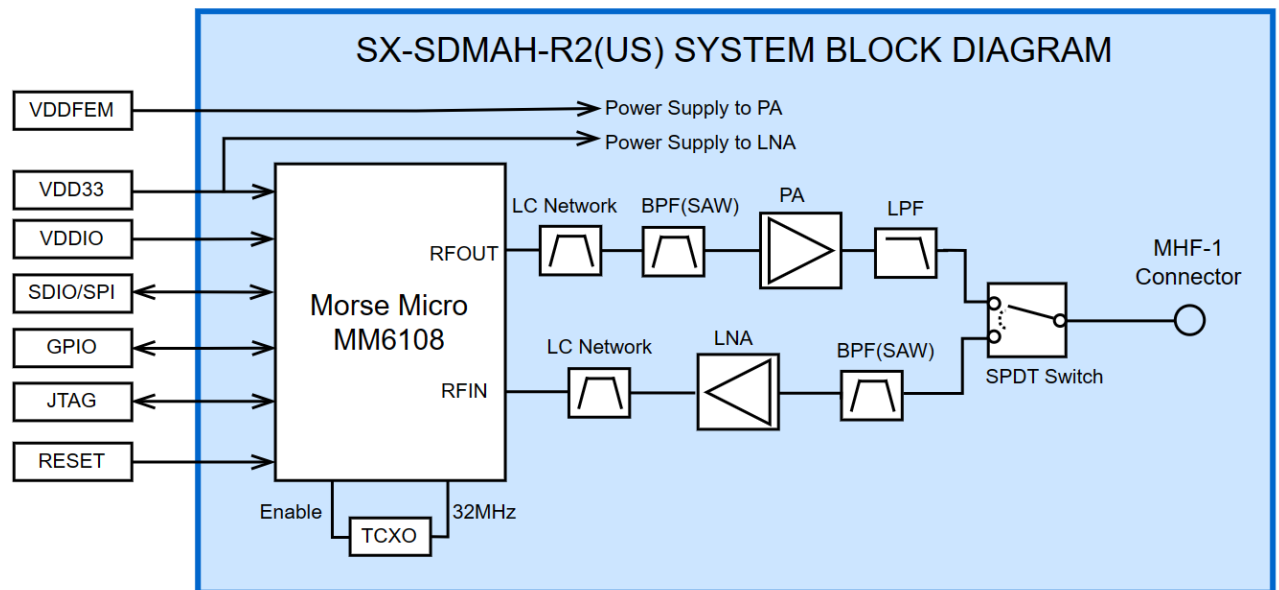 SX-SDMAH-R2(US) SYSTEM BLOCK DIAGRAM
VDDFEM
Power Supply to PA
Power Supply to LNA
VDD33
VDDIO
SDIO/SPI
GPIO
JTAG
RESET
Morse Micro
MM6108
RFOUT
RFIN
LC Network
BPF(SAW)
PA
LPF
MHF-1
Connector
LC Network
LNA
BPF(SAW)
SPDT Switch
Enable
32MHz
TCXO